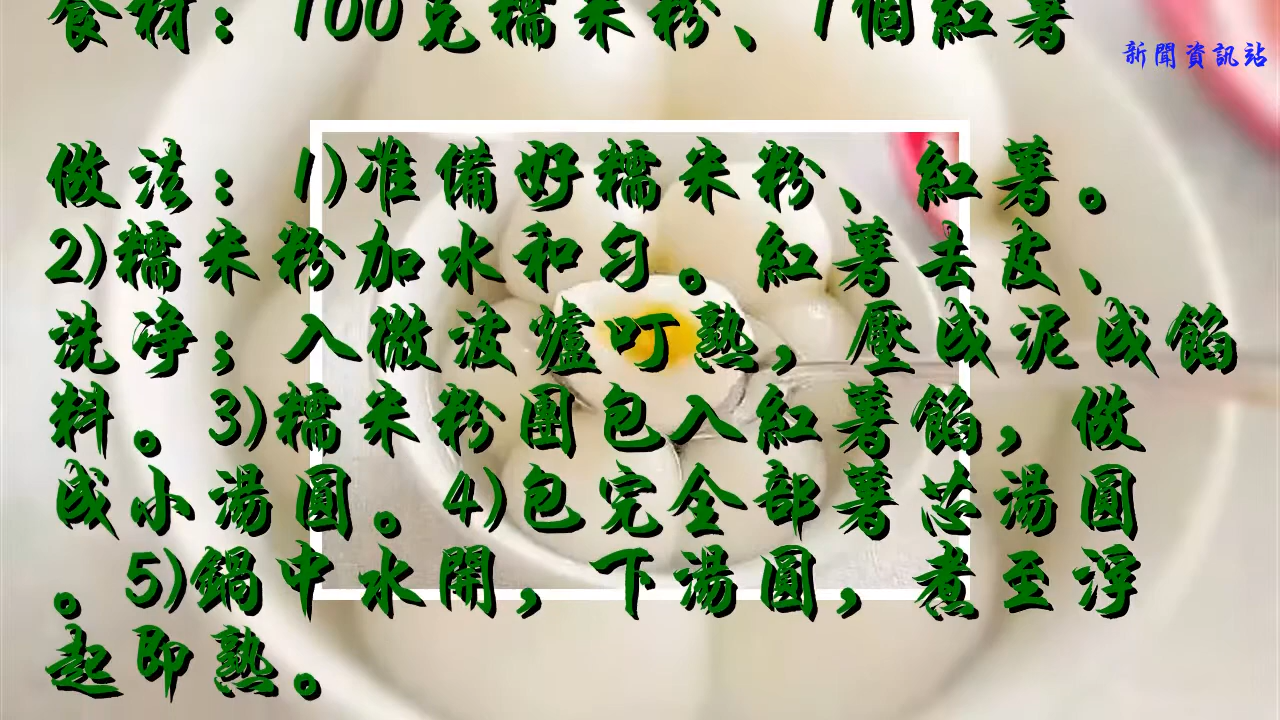 食材：100克糯米粉、1個紅薯
新聞資訊站
做法：1)准備好糯米粉、紅薯。
2)糯米粉加水和匀。紅薯去皮、
洗净；入微波爐叮熟，壓成泥成餡
料。3)糯米粉團包入紅薯餡，做
成小湯圓。4)包完全部薯芯湯圓
。5)鍋中水開，下湯圓，煮至浮
起即熟。